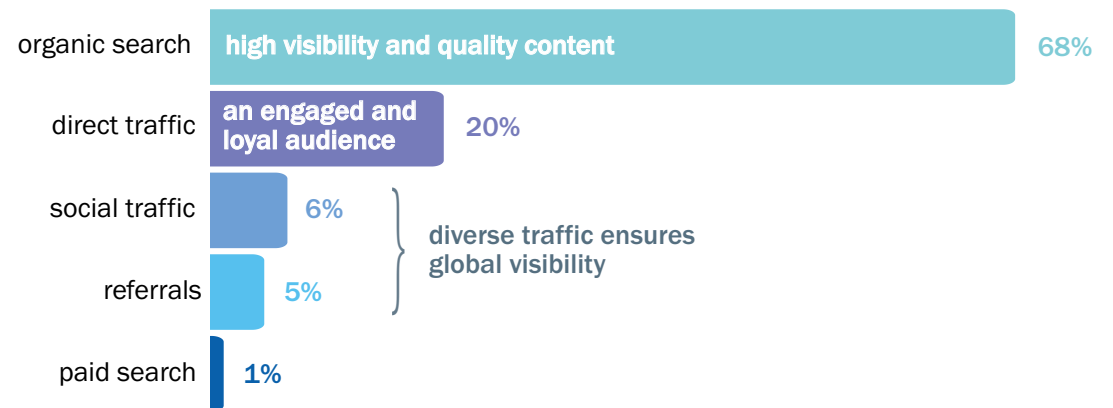 organic search high visibility and quality content 68%
direct traffic an engaged and
loyal audience 20%
social traffic 6%
diverse traffic ensures
global visibility
referrals 5%
paid search 1%